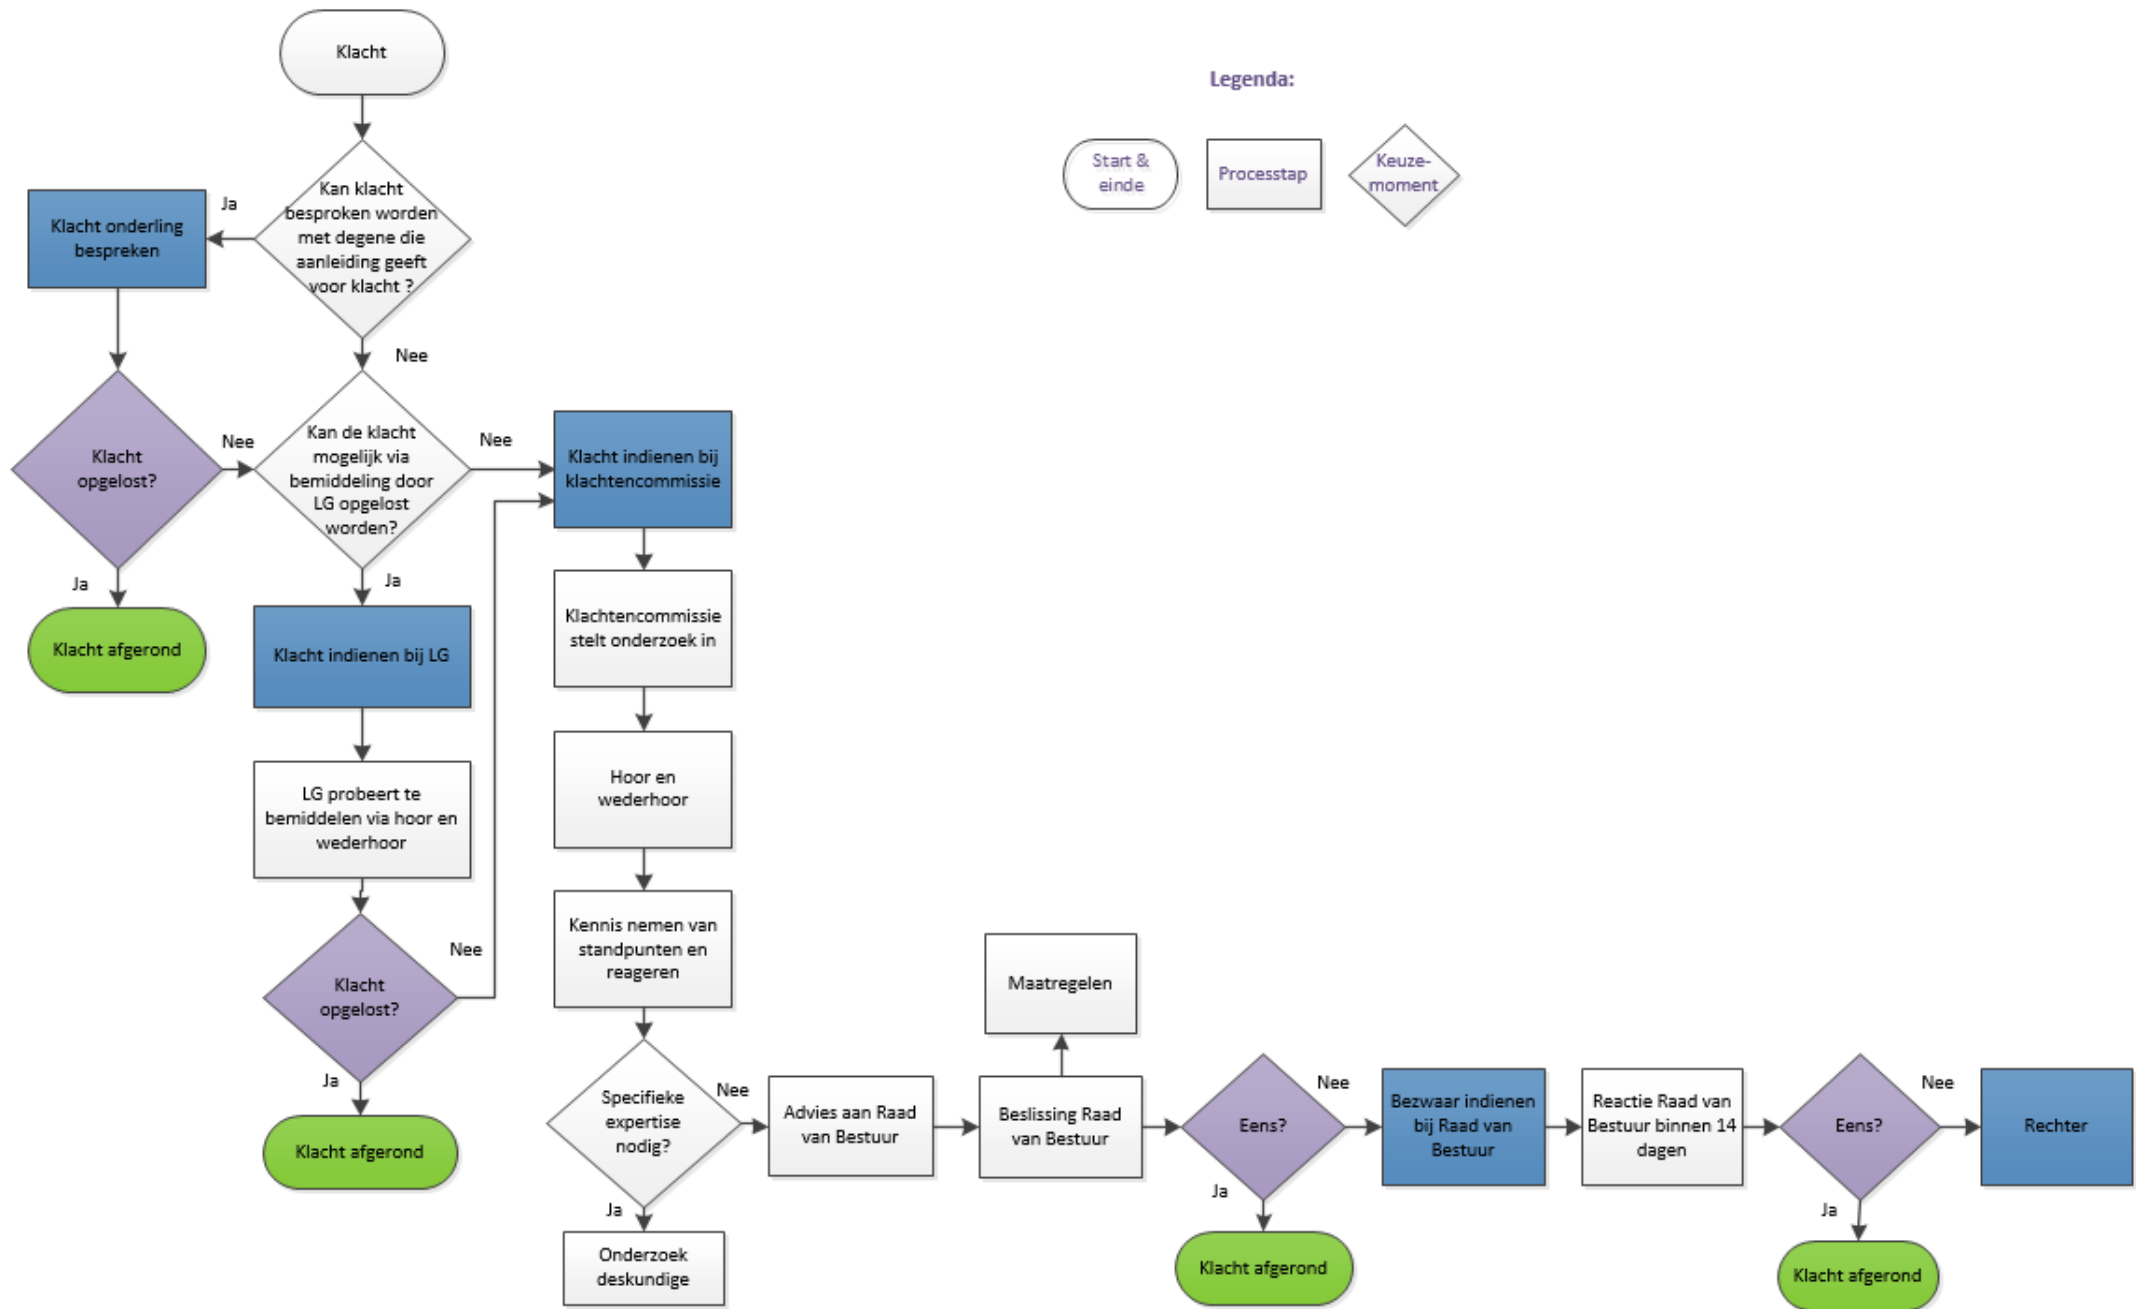 Klacht
Legenda:
Start &
einde
Processtap
Keuze-
moment
Kan klacht
besproken worden
met degene die
aanleiding geeft
voor klacht ?
Ja
Klacht onderling
bespreken
Nee
Klacht
opgelost?
Nee
Kan de klacht
mogelijk via
bemiddeling door
LG opgelost
worden?
Nee
Klacht indienen bij
klachtencommissie
Ja
Klacht afgerond
Ja
Klacht indienen bij LG
Klachtencommissie
stelt onderzoek in
LG probeert te
bemiddelen via hoor en
wederhoor
Hoor en
wederhoor
Klacht
opgelost?
Nee
Kennis nemen van
standpunten en
reageren
Ja
Klacht afgerond
Specifieke
expertise
nodig?
Nee
Ja
Onderzoek
deskundige
Advies aan Raad
van Bestuur
Maatregelen
Beslissing Raad
van Bestuur
Eens?
Nee
Ja
Klacht afgerond
Bezwaar indienen
bij Raad van
Bestuur
Reactie Raad van
Bestuur binnen 14
dagen
Eens?
Nee
Ja
Klacht afgerond
Rechter